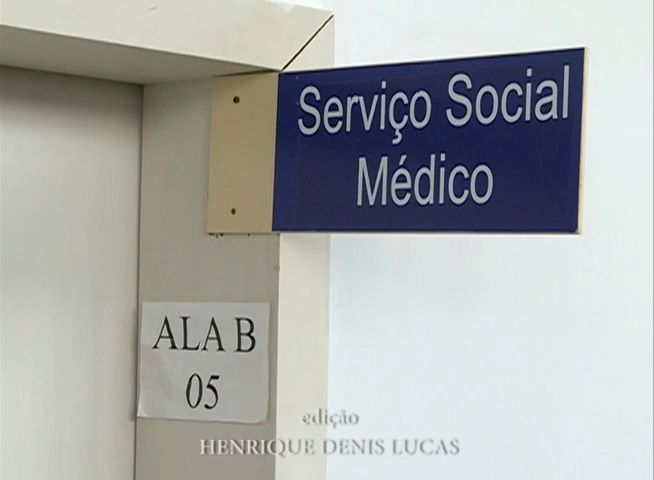 Serviço Social
Médico
ALA B
05
edição
HENRIQUE DENIS LUCAS